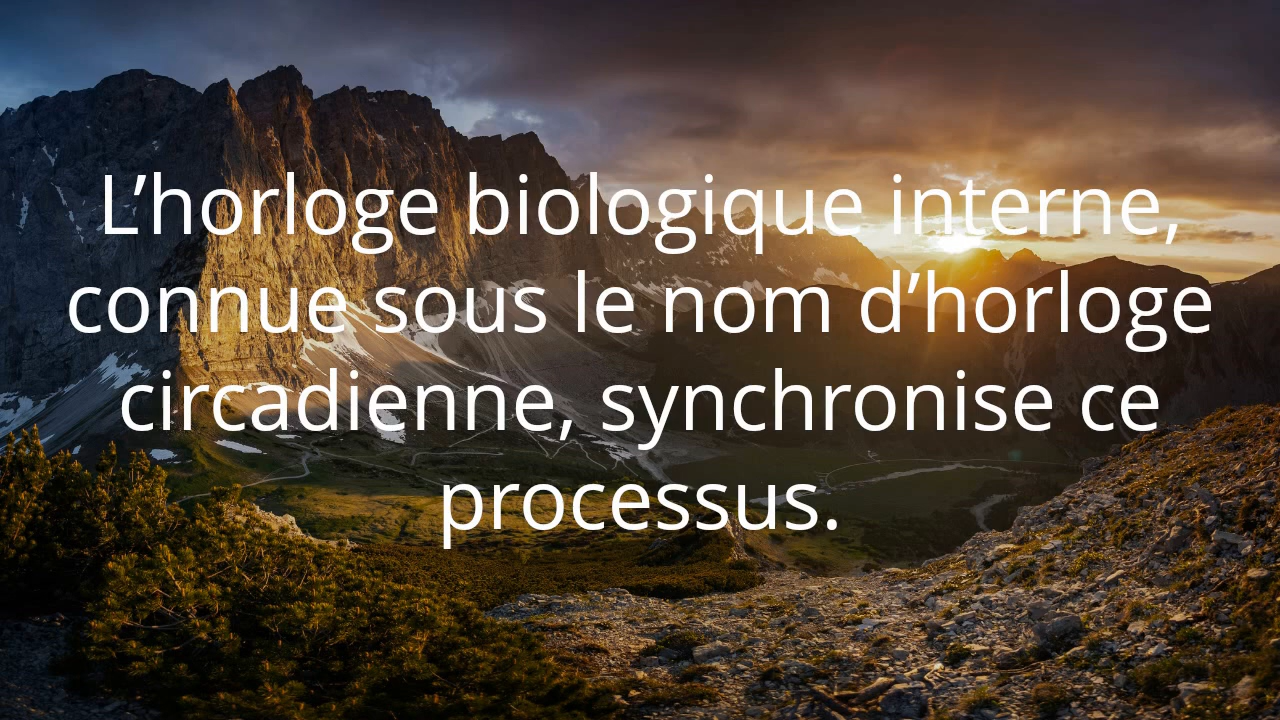 L’horloge biologique interne,
connue sous le nom d’horloge
circadienne, synchronise ce
processus.